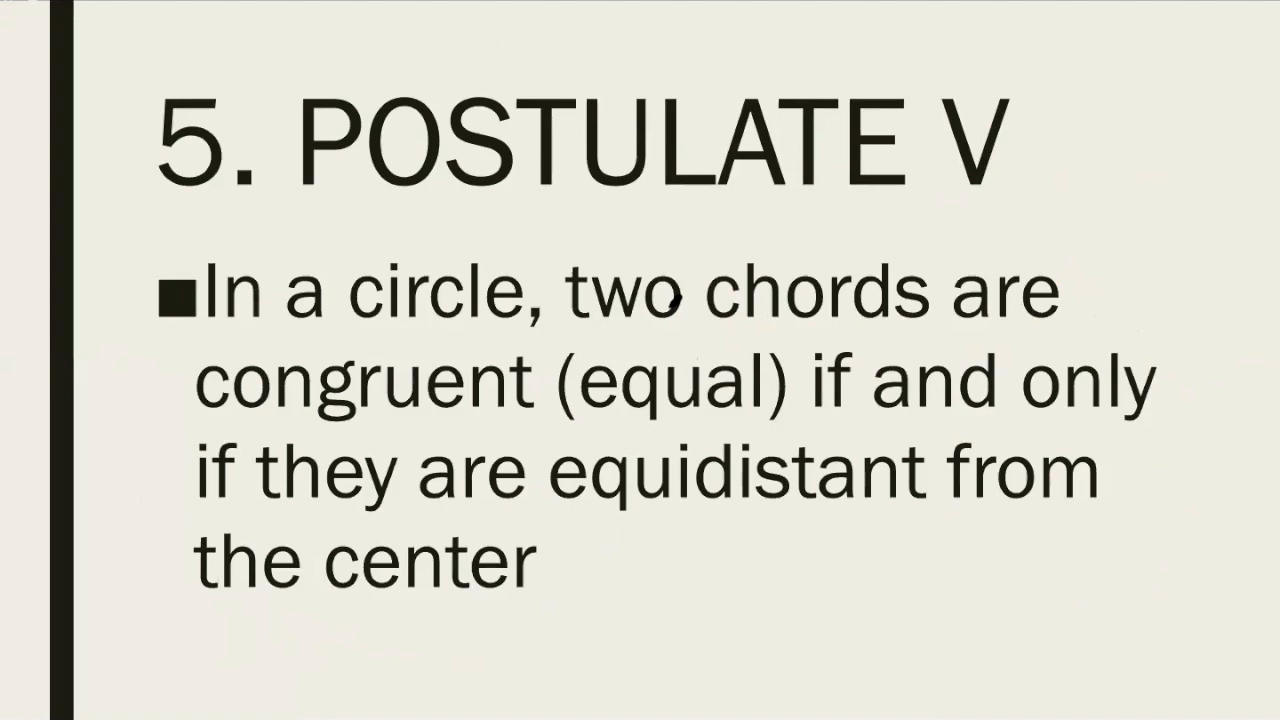 5. POSTULATE V
■In a circle, two chords are
congruent (equal) if and only
if they are equidistant from
the center